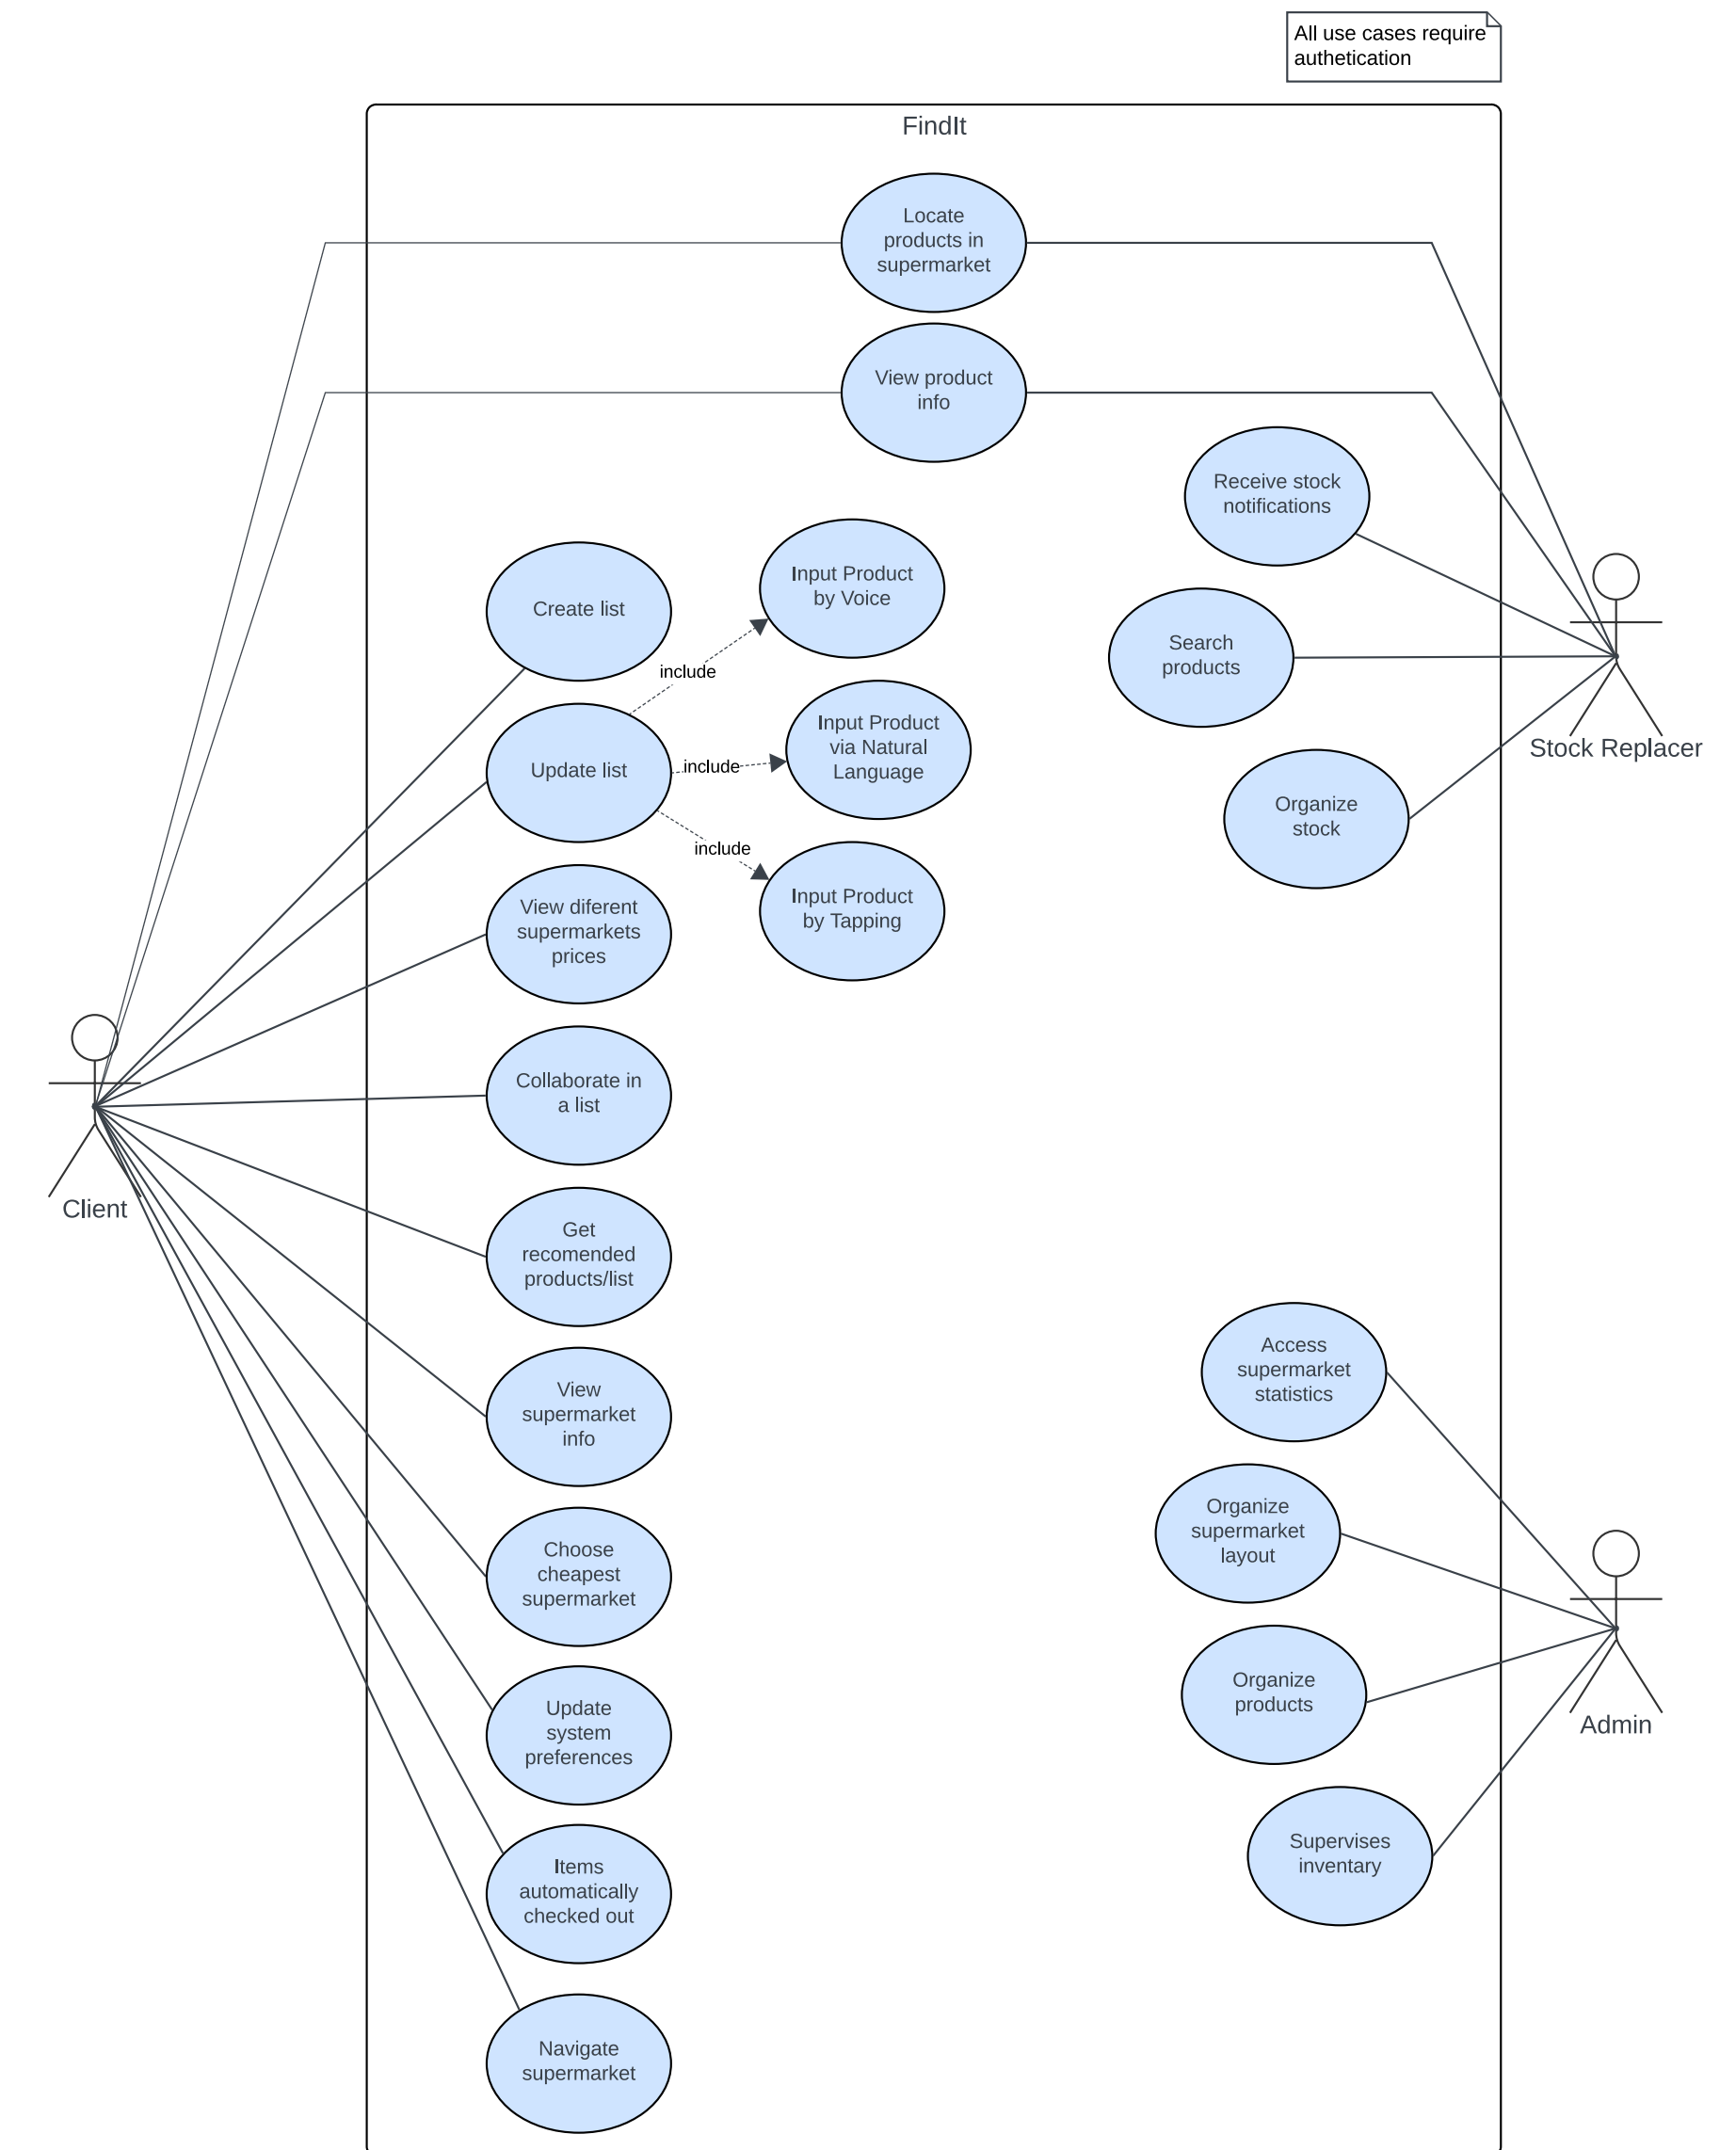 All use cases require
authetication
FindIt
Locate
products in
supermarket
View product
info
Receive stock
notifications
Input Product
by Voice
Create list
Search
products
include
Stock Replacer
Input Product
via Natural
Language
Update list
include
Organize
stock
include
Input Product
by Tapping
View diferent
supermarkets
prices
Collaborate in
a list
Client
Get
recomended
products/list
Access
supermarket
statistics
View
supermarket
info
Organize
supermarket
layout
Choose
cheapest
supermarket
Organize
products
Admin
Update
system
preferences
Supervises
inventary
Items
automatically
checked out
Navigate
supermarket